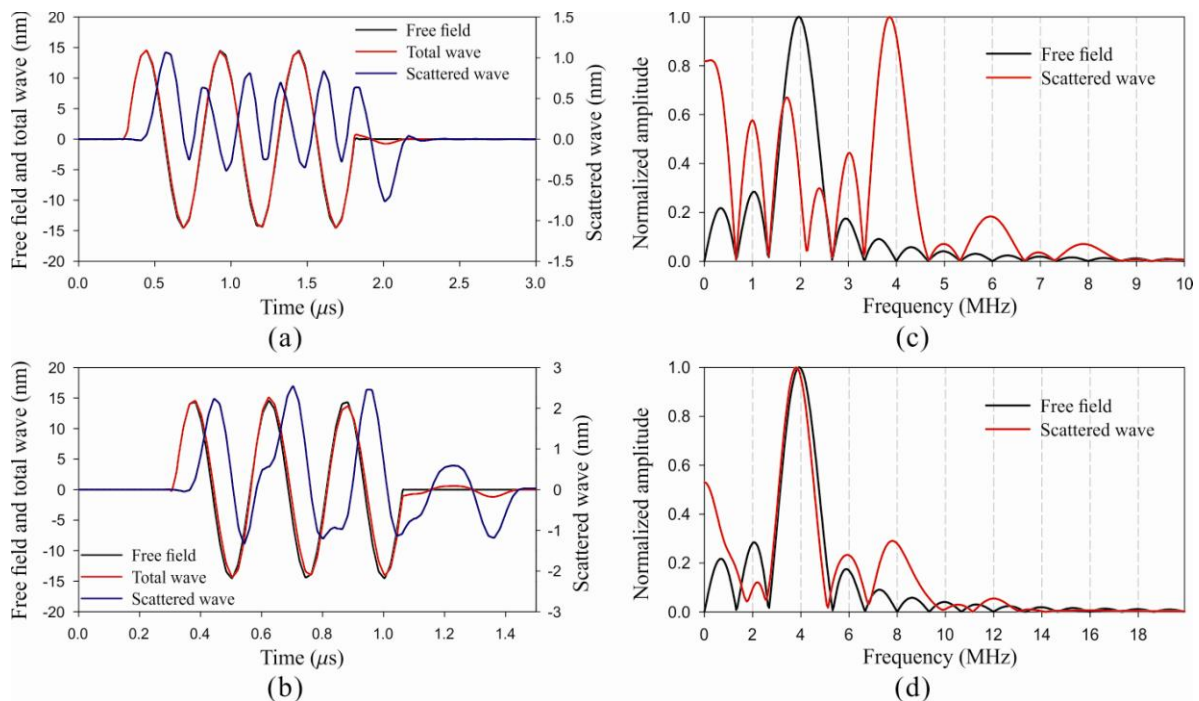 Free field and total wave (nm)
20
15
10
5
0
-5
-10
-15
-20
Free field
Total wave
Scattered wave
1.5
1.0
0.5
0.0
-0.5
-1.0
-1.5
Scattered wave (nm)
0.0 0.5 1.0 1.5 2.0 2.5 3.0
Time (μs)
(a)
Normalized amplitude
1.0
0.8
0.6
0.4
0.2
0.0
Free field
Scattered wave
0 1 2 3 4 5 6 7 8 9 10
Frequency (MHz)
(c)
Free field and total wave (nm)
20
15
10
5
0
-5
-10
-15
-20
Free field
Total wave
Scattered wave
3
2
1
0
-1
-2
-3
Scattered wave (nm)
0.0 0.2 0.4 0.6 0.8 1.0 1.2 1.4
Time (μs)
(b)
Normalized amplitude
1.0
0.8
0.6
0.4
0.2
0.0
Free field
Scattered wave
0 2 4 6 8 10 12 14 16 18
Frequency (MHz)
(d)